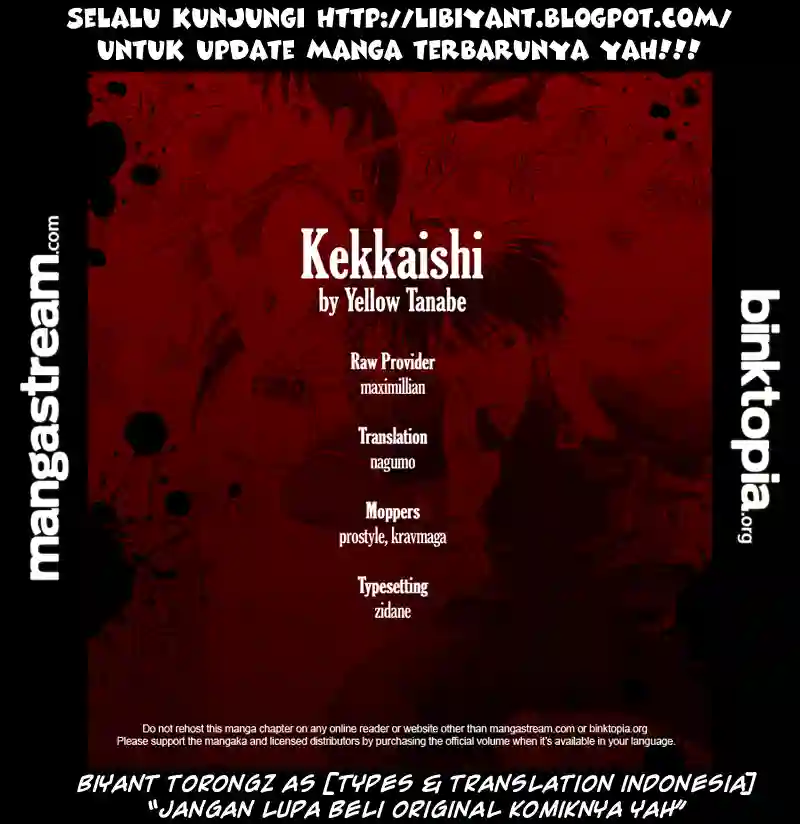 SELALU KUNJUNGI HTTP://LIBIYANT.BLOGPOT.COM/
UNTUK UPDATE MANGA TERBARUNYA YAH!!!
mangastream.com
binktopia.org
Kekkaishi
by Yellow Tanabe
Raw Provider
maximillian
Translation
nagumo
Moppers
prostyle, kravmaga
Typesetting
zidane
Do not rehost this manga chapter on any online reader or website other than mangastream.com or binktopia.org
Please support the mangaka and licensed distributors by purchasing the official volume when it's available in your language.
BIYANT TORONGZ AS [TYPES & TRANSLATION INDONESIA]
"JANGAN LUPA BELI ORIGINAL KOMIKNYA YAH"